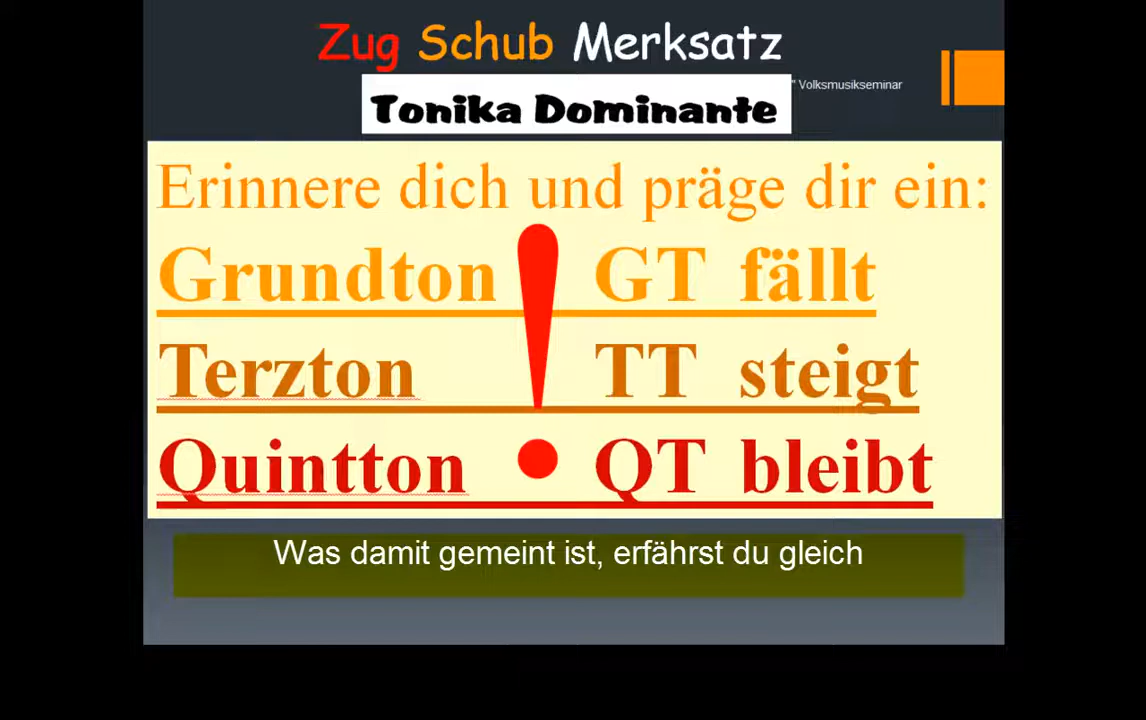 Zug Schub Merksatz
" Volksmusikseminar
Tonika Dominante
Erinnere dich und präge dir ein:
Grundton ! GT fällt
Terzton TT steigt
Quintton QT bleibt
Was damit gemeint ist, erfährst du gleich